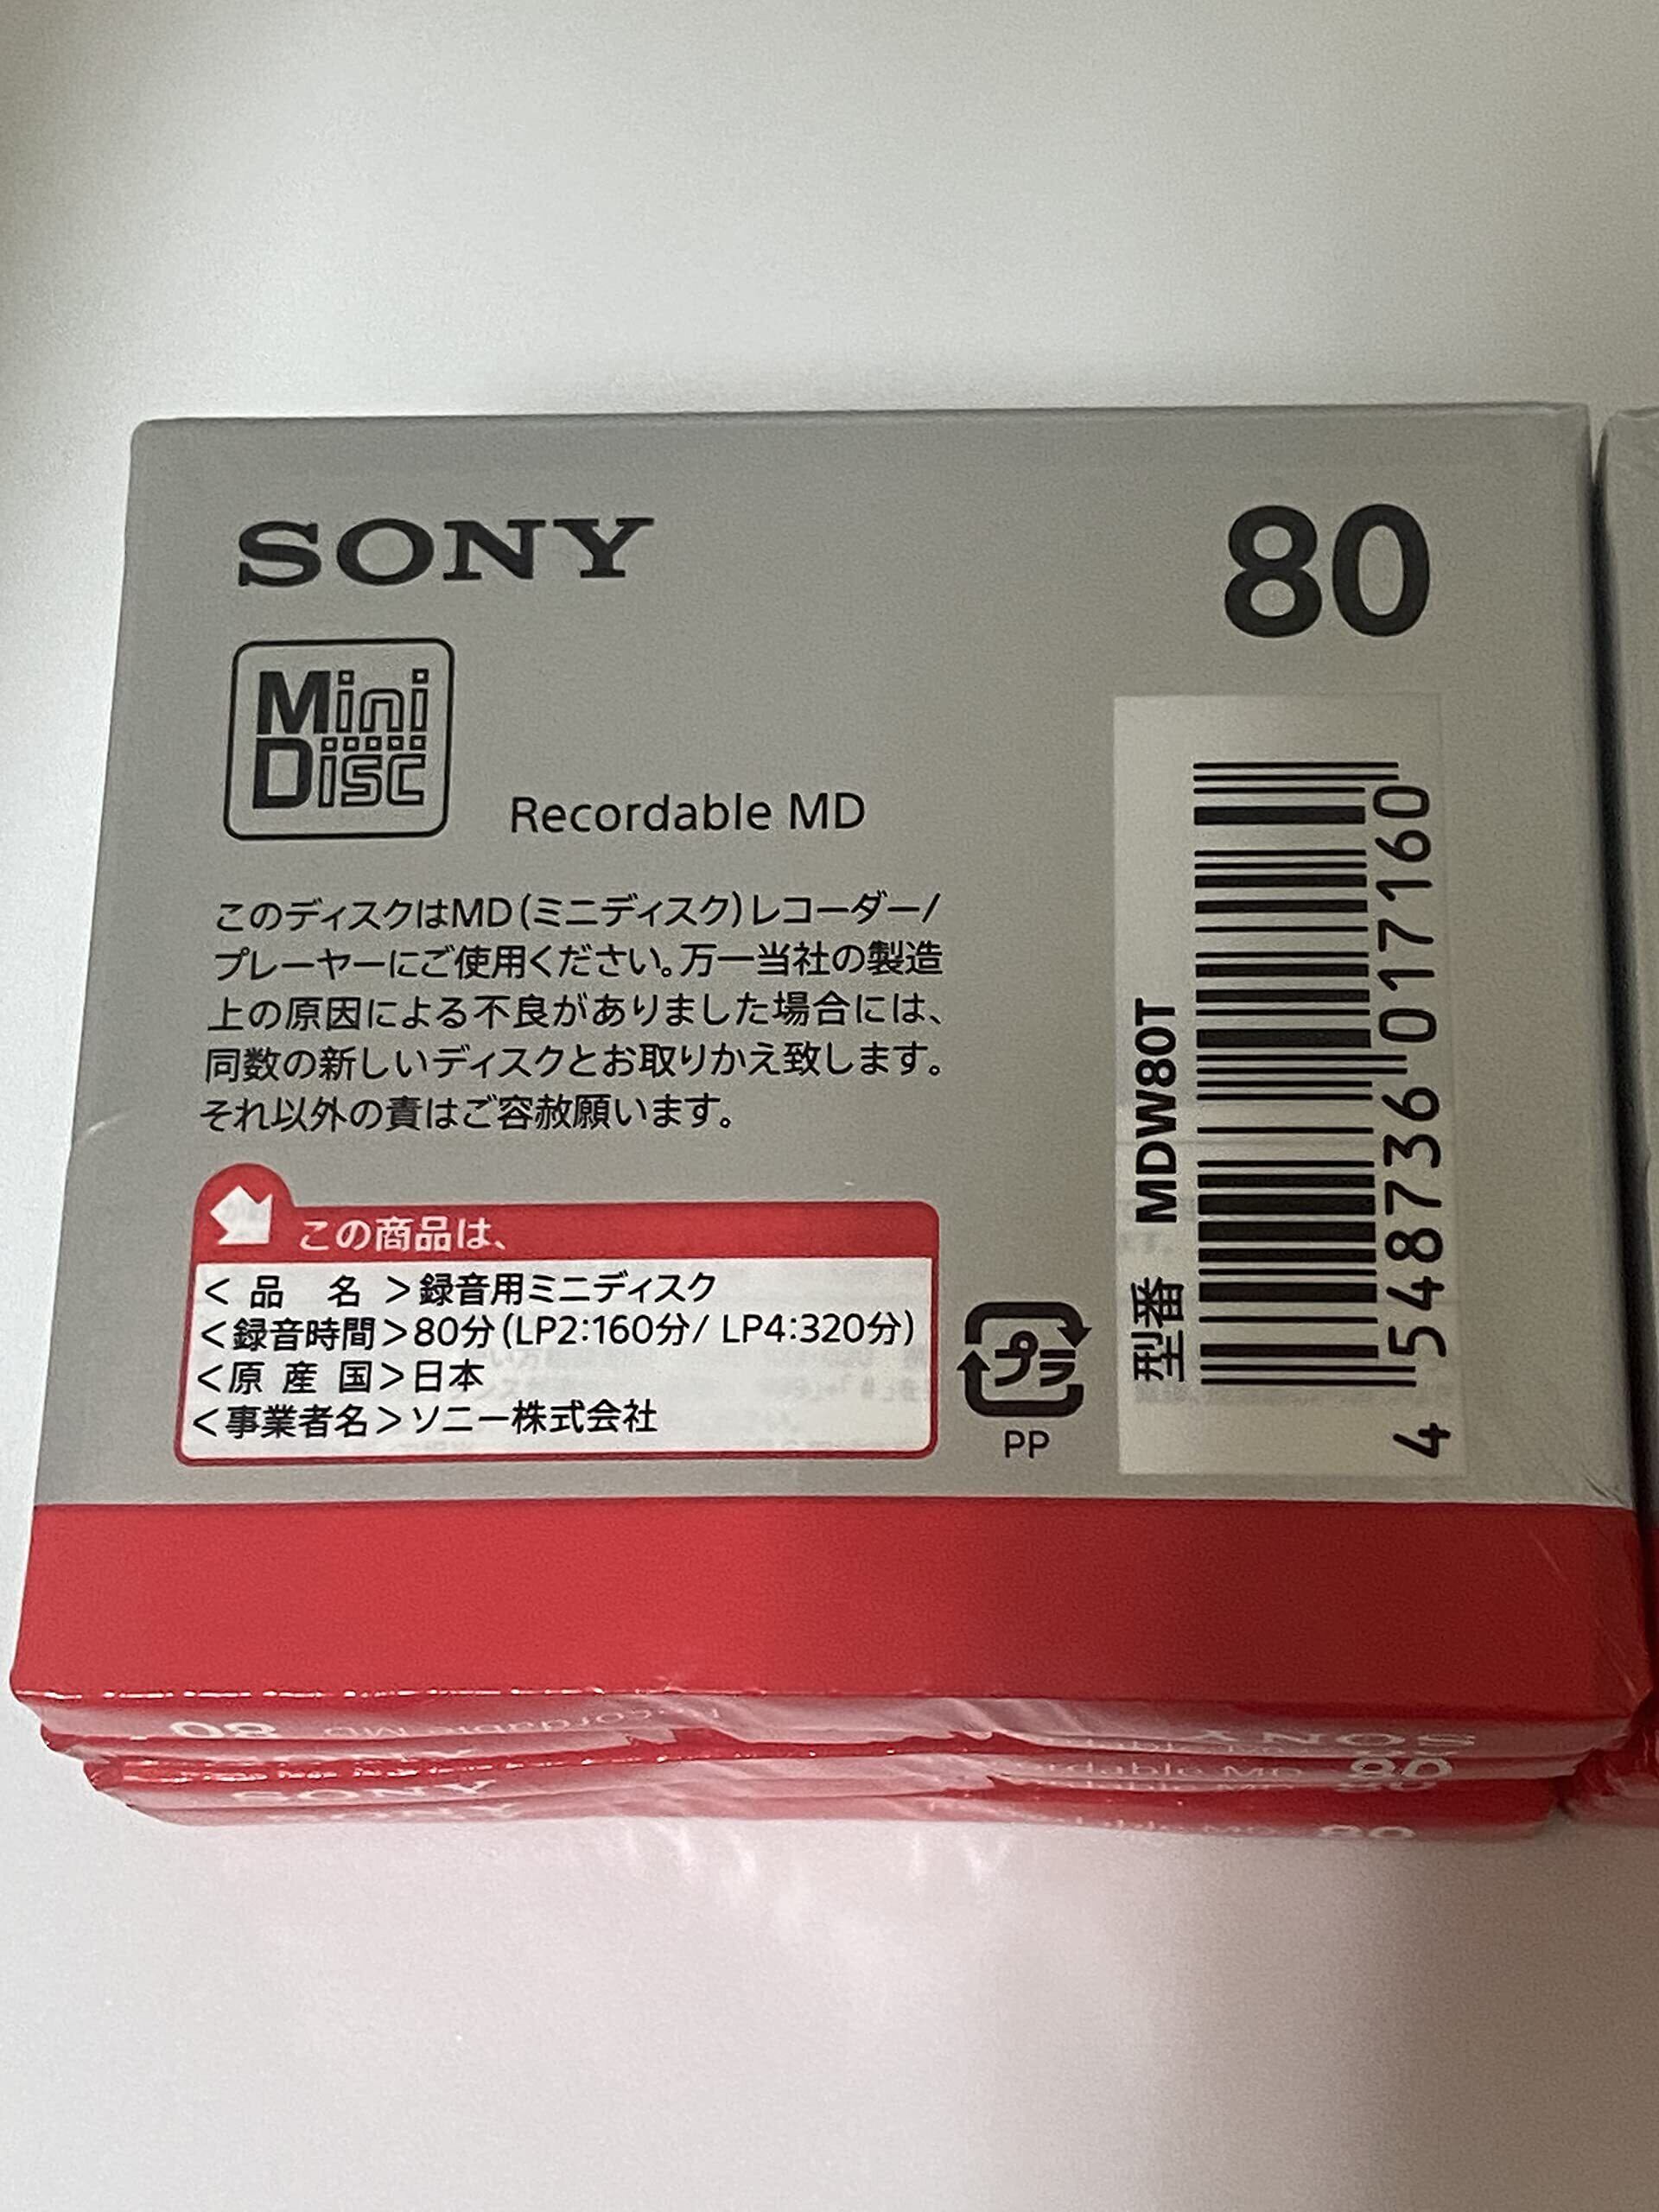 SONY
80
Mini
Disc
Recordable MD
このディスクはMD(ミニディスク)レコーダー/
プレーヤーにご使用ください。万一当社の製造
上の原因による不良がありました場合には、
同数の新しいディスクとお取りかえ致します。
それ以外の責はご容赦願います。
この商品は、
<品 名>録音用ミニディスク
<録音時間>80分(LP2:160分/ LP4:320分)
<原 産 国>日本
<事業者名>ソニー株式会社
プラ
PP
型番 MDW80T
4 548736 017160
80 Recordable MD SONY
SONY
80
80